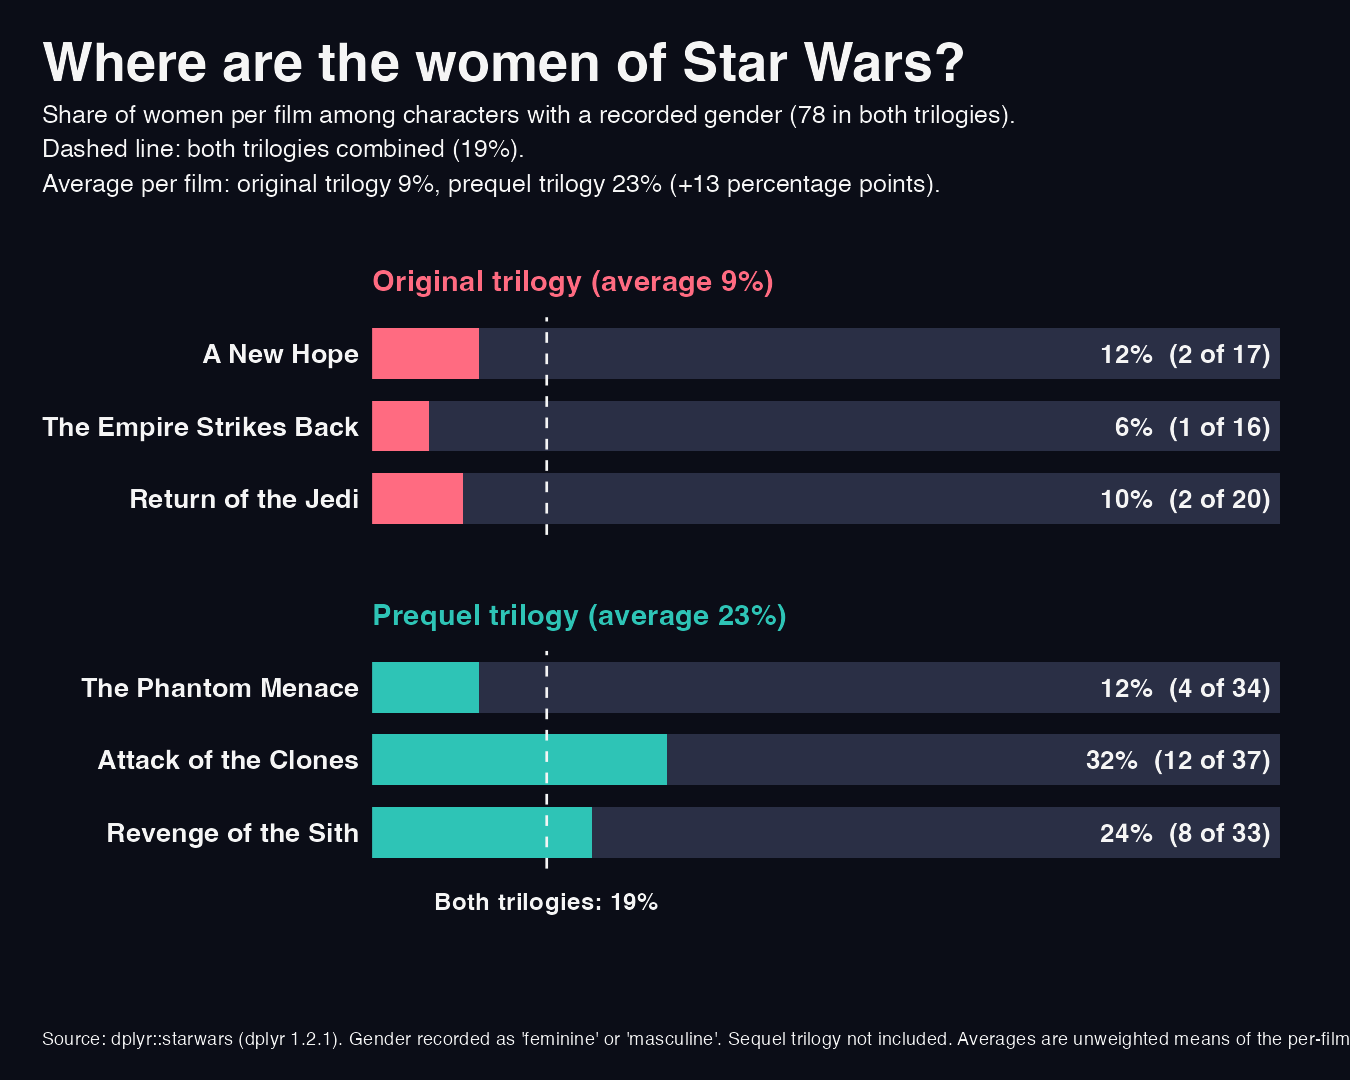 Where are the women of Star Wars?
Share of women per film among characters with a recorded gender (78 in both trilogies).
Dashed line: both trilogies combined (19%).
Average per film: original trilogy 9%, prequel trilogy 23% (+13 percentage points).
Original trilogy (average 9%)
A New Hope 12% (2 of 17)
The Empire Strikes Back 6% (1 of 16)
Return of the Jedi 10% (2 of 20)
Prequel trilogy (average 23%)
The Phantom Menace 12% (4 of 34)
Attack of the Clones 32% (12 of 37)
Revenge of the Sith 24% (8 of 33)
Both trilogies: 19%
Source: dplyr::starwars (dplyr 1.2.1). Gender recorded as 'feminine' or 'masculine'. Sequel trilogy not included. Averages are unweighted means of the per-film